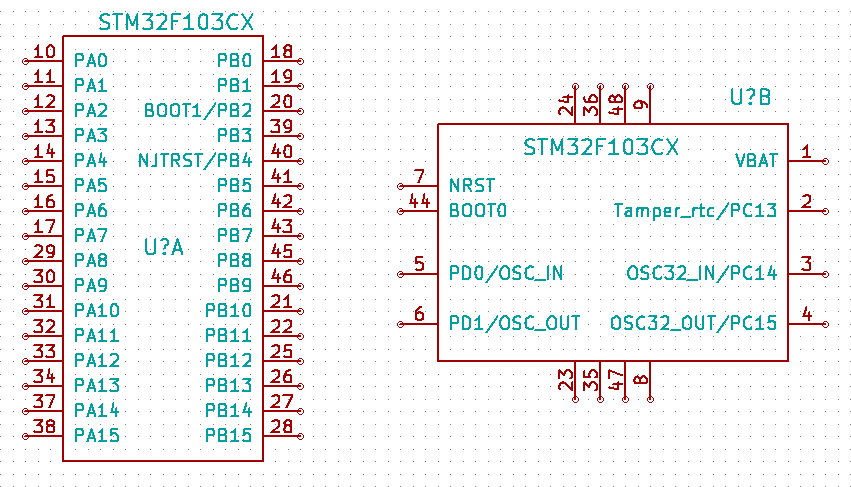 STM32F103CX
10 PA0 PB0 18
11 PA1 PB1 19
12 PA2 BOOT1/PB2 20
13 PA3 PB3 39
14 PA4 NJTRST/PB4 40
15 PA5 PB5 41
16 PA6 PB6 42
17 PA7 PB7 43
U?A
29 PA8 PB8 45
30 PA9 PB9 46
31 PA10 PB10 21
32 PA11 PB11 22
33 PA12 PB12 25
34 PA13 PB13 26
37 PA14 PB14 27
38 PA15 PB15 28
U?B
24 36 48 9
STM32F103CX
VBAT 1
7 NRST
44 BOOT0 Tamper_rtc/PC13 2
5 PD0/OSC_IN OSC32_IN/PC14 3
6 PD1/OSC_OUT OSC32_OUT/PC15 4
23 35 47 8